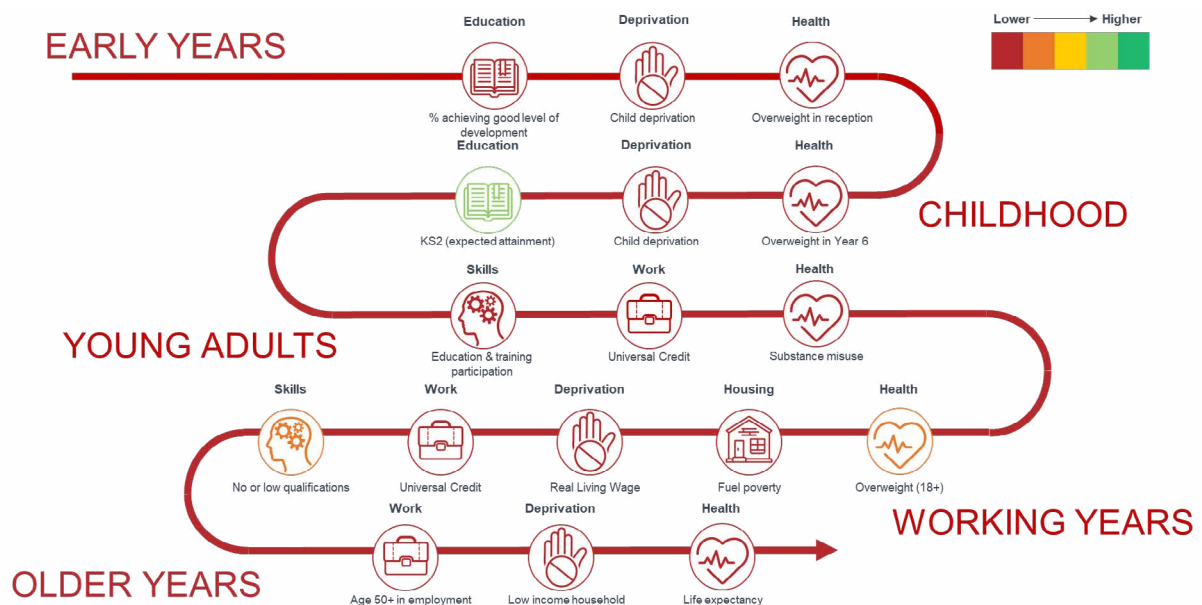 Education
Deprivation
Health
Lower
Higher
EARLY YEARS
% achieving good level of
development
Child deprivation
Overweight in reception
Education
Deprivation
Health
KS2 (expected attainment)
Child deprivation
Overweight in Year 6
CHILDHOOD
Skills
Work
Health
YOUNG ADULTS
Education & training
participation
Universal Credit
Substance misuse
Skills
Work
Deprivation
Housing
Health
No or low qualifications
Universal Credit
Real Living Wage
Fuel poverty
Overweight (18+)
WORKING YEARS
Work
Deprivation
Health
OLDER YEARS
Age 50+ in employment
Low income household
Life expectancy